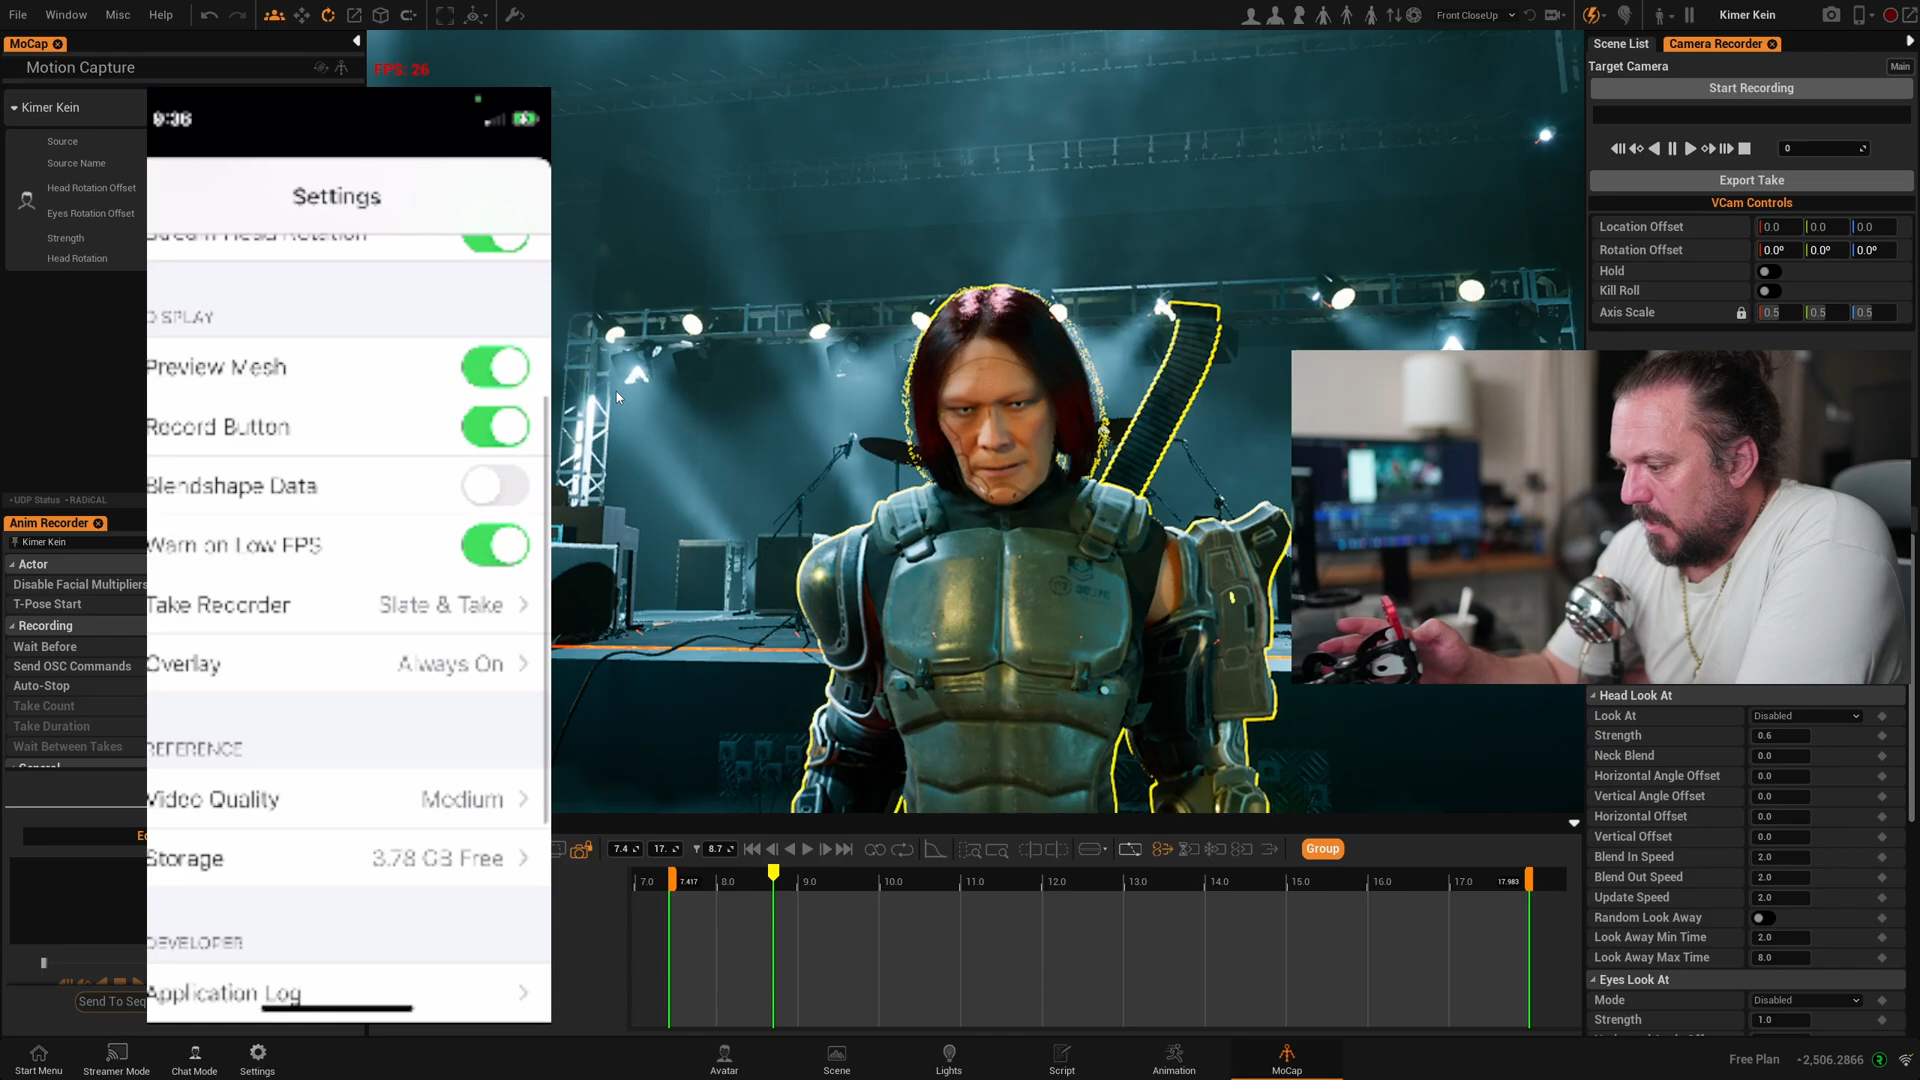 File Window Misc Help
Front CloseUp
Kimer Kein
MoCap
Motion Capture
Kimer Kein
Source
Source Name
Head Rotation Offset
Eyes Rotation Offset
Strength
Head Rotation
UDP Status RADiCAL
Anim Recorder
Kimer Kein
Actor
Disable Facial Multipliers
T-Pose Start
Recording
Wait Before
Send OSC Commands
Auto-Stop
Take Count
Take Duration
Wait Between Takes
General
Send To Seq
FPS: 26
9:36
Settings
Stream Head Rotation
DISPLAY
Preview Mesh
Record Button
Blendshape Data
Warn on Low FPS
Take Recorder Slate & Take
Overlay Always On
REFERENCE
Video Quality Medium
Storage 3.78 GB Free
DEVELOPER
Application Log
Scene List Camera Recorder
Target Camera Main
Start Recording
0
Export Take
VCam Controls
Location Offset 0.0 0.0 0.0
Rotation Offset 0.0º 0.0º 0.0º
Hold
Kill Roll
Axis Scale 0.5 0.5 0.5
Head Look At
Look At Disabled
Strength 0.6
Neck Blend 0.0
Horizontal Angle Offset 0.0
Vertical Angle Offset 0.0
Horizontal Offset 0.0
Vertical Offset 0.0
Blend In Speed 2.0
Blend Out Speed 2.0
Update Speed 2.0
Random Look Away
Look Away Min Time 2.0
Look Away Max Time 8.0
Eyes Look At
Mode Disabled
Strength 1.0
7.4 17. 8.7 Group
7.0 7.417 8.0 9.0 10.0 11.0 12.0 13.0 14.0 15.0 16.0 17.0 17.983
Start Menu Streamer Mode Chat Mode Settings
Avatar Scene Lights Script Animation MoCap
Free Plan 2,506.2866